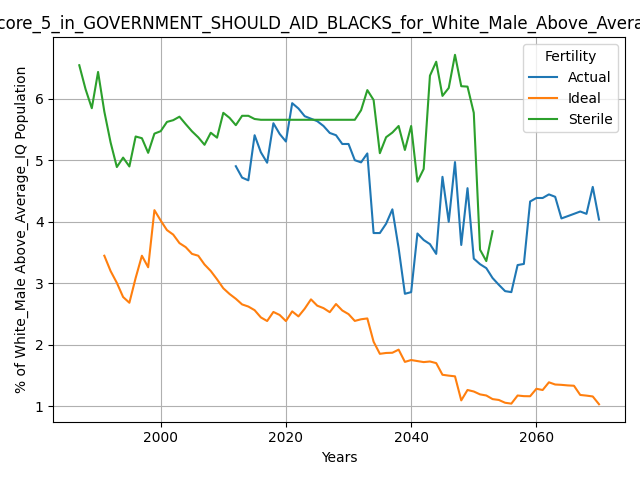 core_5_in_GOVERNMENT_SHOULD_AID_BLACKS_for_White_Male_Above_Avera
Fertility
Actual
Ideal
Sterile
% of White_Male Above_Average_IQ Population
6
5
4
3
2
1
2000 2020 2040 2060
Years